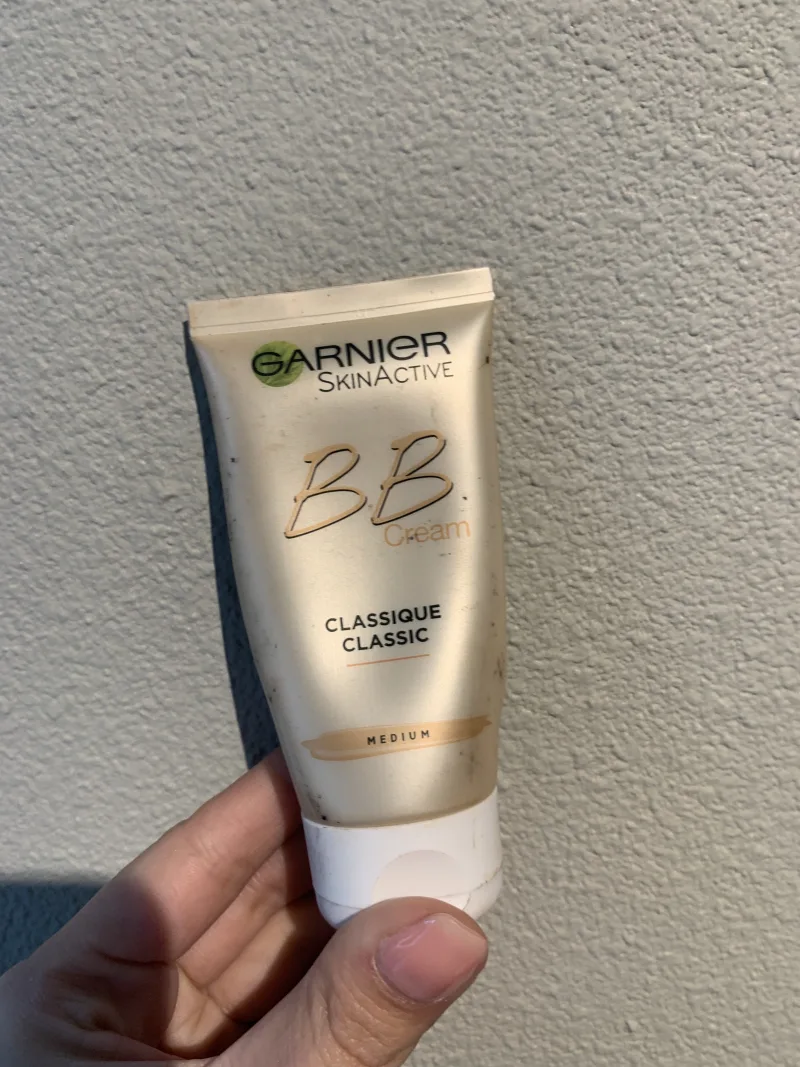 GARNIER
SKINACTIVE
BB
Cream
CLASSIQUE
CLASSIC
MEDIUM